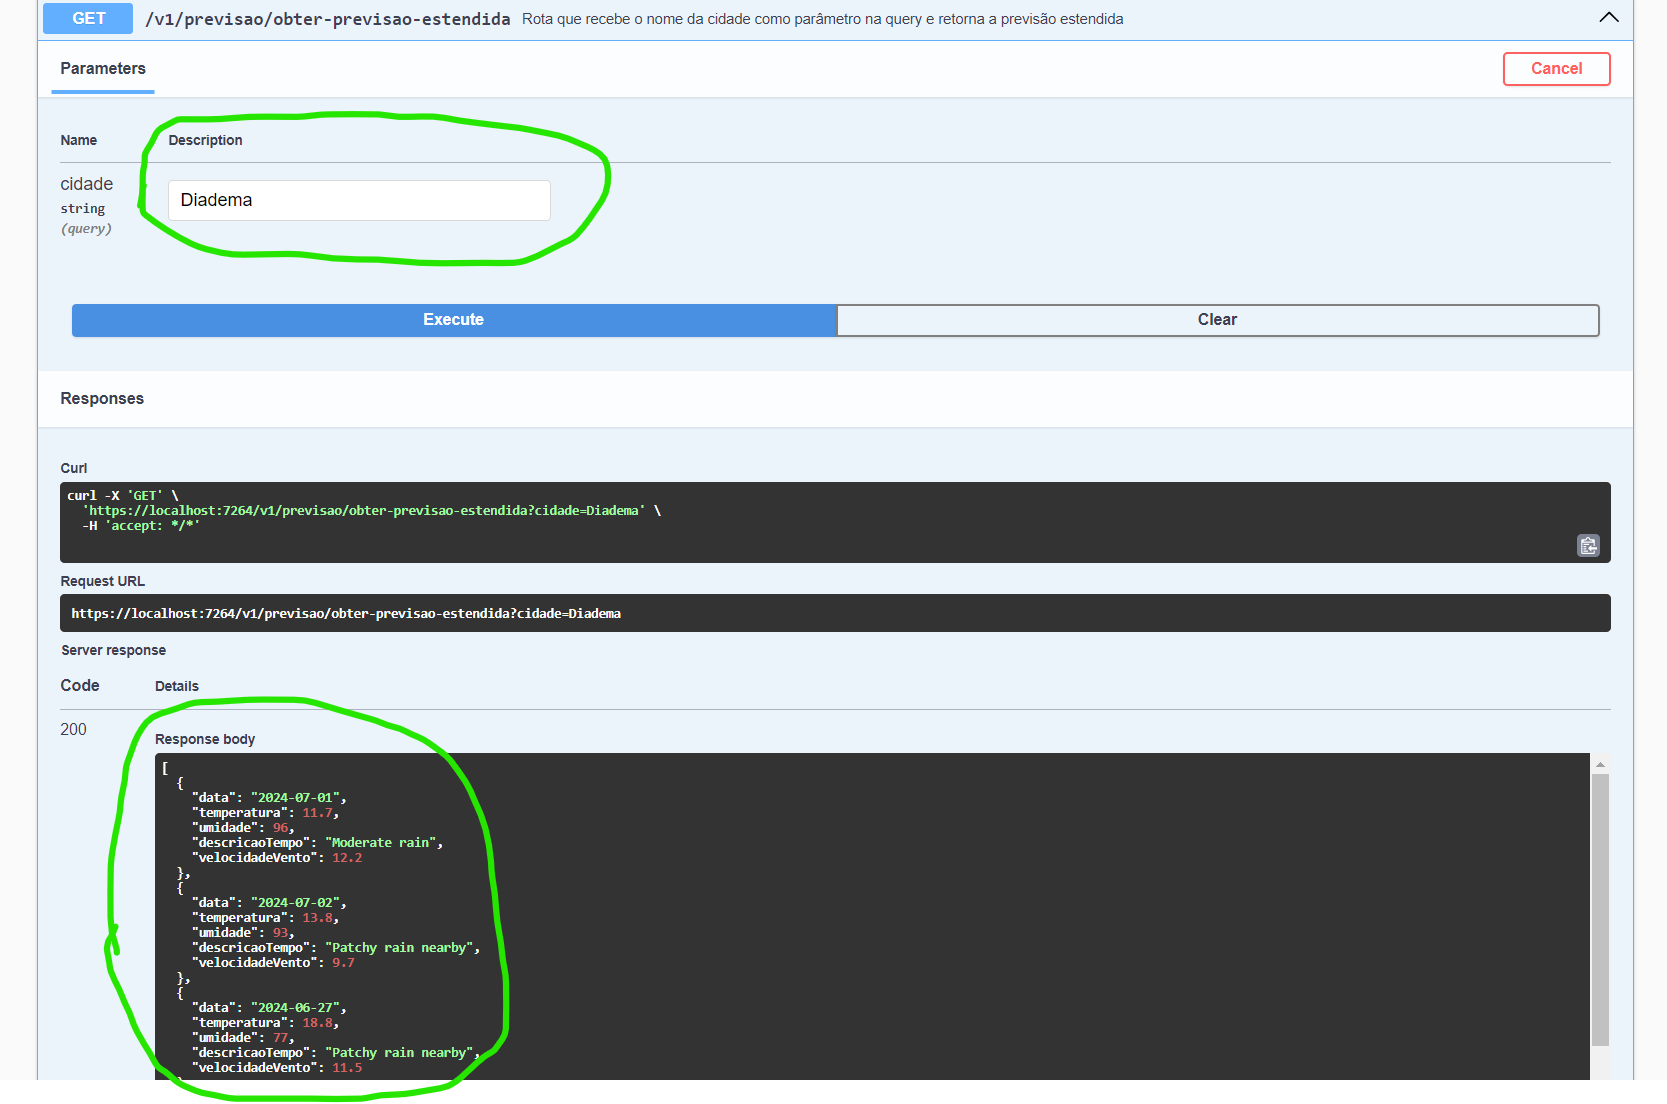 GET /v1/previsao/obter-previsao-estendida Rota que recebe o nome da cidade como parâmetro na query e retorna a previsão estendida
Parameters
Cancel
Name Description
cidade
string
(query)
Diadema
Execute Clear
Responses
Curl
curl -X 'GET' \
'https://localhost:7264/v1/previsao/obter-previsao-estendida?cidade=Diadema' \
-H 'accept: */*'
Request URL
https://localhost:7264/v1/previsao/obter-previsao-estendida?cidade=Diadema
Server response
Code Details
200
Response body
[
{
"data": "2024-07-01",
"temperatura": 11.7,
"umidade": 96,
"descricaoTempo": "Moderate rain",
"velocidadeVento": 12.2
},
{
"data": "2024-07-02",
"temperatura": 13.8,
"umidade": 93,
"descricaoTempo": "Patchy rain nearby",
"velocidadeVento": 9.7
},
{
"data": "2024-06-27",
"temperatura": 18.8,
"umidade": 77,
"descricaoTempo": "Patchy rain nearby",
"velocidadeVento": 11.5